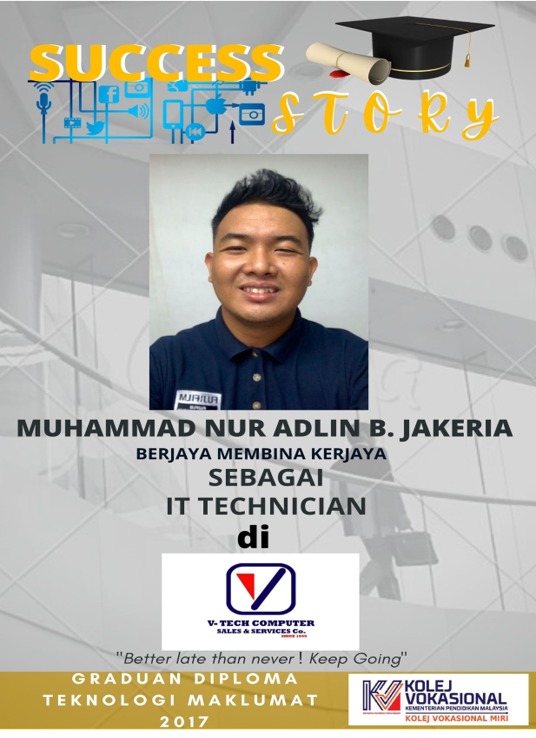 SUCCESS
STORY
FUJIFILM
MUHAMMAD NUR ADLIN B. JAKERIA
BERJAYA MEMBINA KERJAYA
SEBAGAI
IT TECHNICIAN
di
V- TECH COMPUTER
SALES & SERVICES Co.
"Better late than never ! Keep Going"
GRADUAN DIPLOMA
TEKNOLOGI MAKLUMAT
2017
KOLEJ
VOKASIONAL
KEMENTERIAN PENDIDIKAN MALAYSIA
KOLEJ VOKASIONAL MIRI